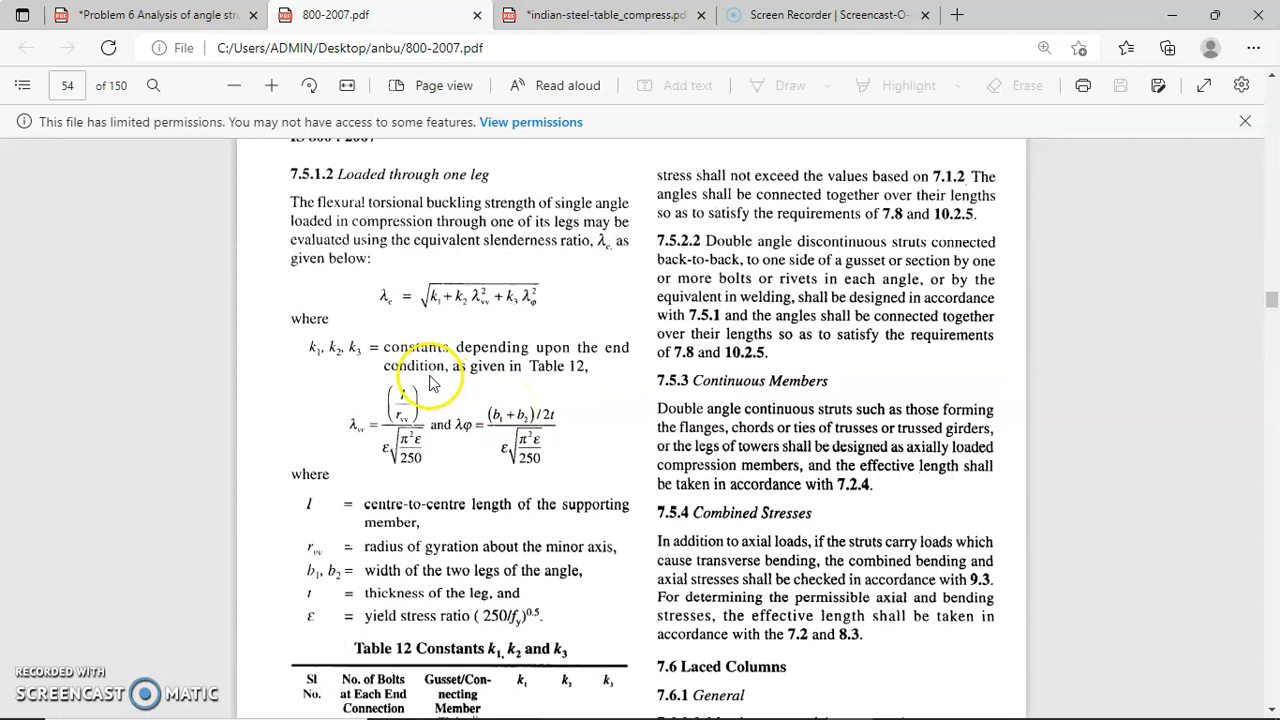 *Problem 6 Analysis of angle str
800-2007.pdf
*indian-steel-table_compress.pd
Screen Recorder | Screencast-O-
File
C:/Users/ADMIN/Desktop/anbu/800-2007.pdf
54
of 150
Page view
Read aloud
Add text
Draw
Highlight
Erase
This file has limited permissions. You may not have access to some features. View permissions
IS 800 : 2007
7.5.1.2 Loaded through one leg
The flexural torsional buckling strength of single angle
loaded in compression through one of its legs may be
evaluated using the equivalent slenderness ratio, λe as
given below:
λe = √k1 + k2 λ²vv + k3 λ²φ
where
k1, k2, k3 = constants depending upon the end
condition, as given in Table 12,
λvv = (l/rvv) / ε√(π²ε/250) and λφ = (b1 + b2)/2t / ε√(π²ε/250)
where
l = centre-to-centre length of the supporting
member,
rvv = radius of gyration about the minor axis,
b1, b2 = width of the two legs of the angle,
t = thickness of the leg, and
ε = yield stress ratio ( 250/fy)0.5.
Table 12 Constants k1, k2 and k3
Sl No. of Bolts Gusset/Con- k1 k2 k3
No. at Each End necting
Connection Member
stress shall not exceed the values based on 7.1.2. The
angles shall be connected together over their lengths
so as to satisfy the requirements of 7.8 and 10.2.5.
7.5.2.2 Double angle discontinuous struts connected
back-to-back, to one side of a gusset or section by one
or more bolts or rivets in each angle, or by the
equivalent in welding, shall be designed in accordance
with 7.5.1 and the angles shall be connected together
over their lengths so as to satisfy the requirements
of 7.8 and 10.2.5.
7.5.3 Continuous Members
Double angle continuous struts such as those forming
the flanges, chords or ties of trusses or trussed girders,
or the legs of towers shall be designed as axially loaded
compression members, and the effective length shall
be taken in accordance with 7.2.4.
7.5.4 Combined Stresses
In addition to axial loads, if the struts carry loads which
cause transverse bending, the combined bending and
axial stresses shall be checked in accordance with 9.3.
For determining the permissible axial and bending
stresses, the effective length shall be taken in
accordance with the 7.2 and 8.3.
7.6 Laced Columns
7.6.1 General
RECORDED WITH
SCREENCAST MATIC